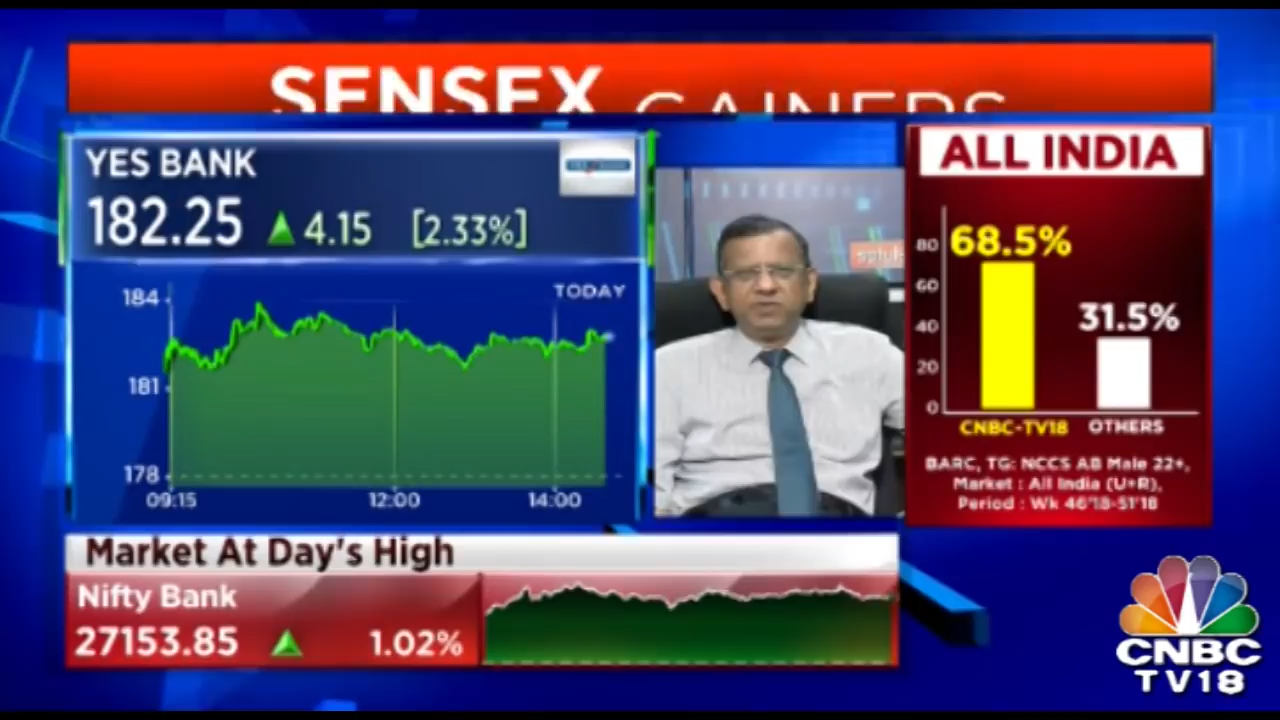 SENSEX GAINERS
YES BANK
182.25 ▲ 4.15 [2.33%]
TODAY
184
181
178
09:15 12:00 14:00
ALL INDIA
80
60
40
20
0
68.5%
31.5%
CNBC-TV18 OTHERS
BARC, TG: NCCS AB Male 22+,
Market : All India (U+R),
Period : Wk 46'18-51'18
Market At Day's High
Nifty Bank
27153.85 ▲ 1.02%
CNBC
TV18